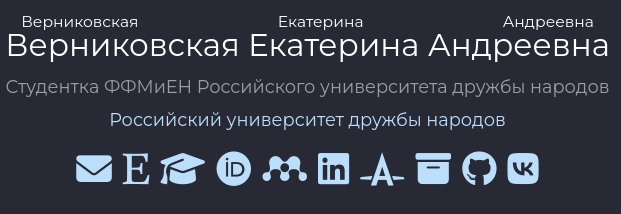 Верниковская Екатерина Андреевна
Верниковская Екатерина Андреевна
Студентка ФФМиЕН Российского университета дружбы народов
Российский университет дружбы народов